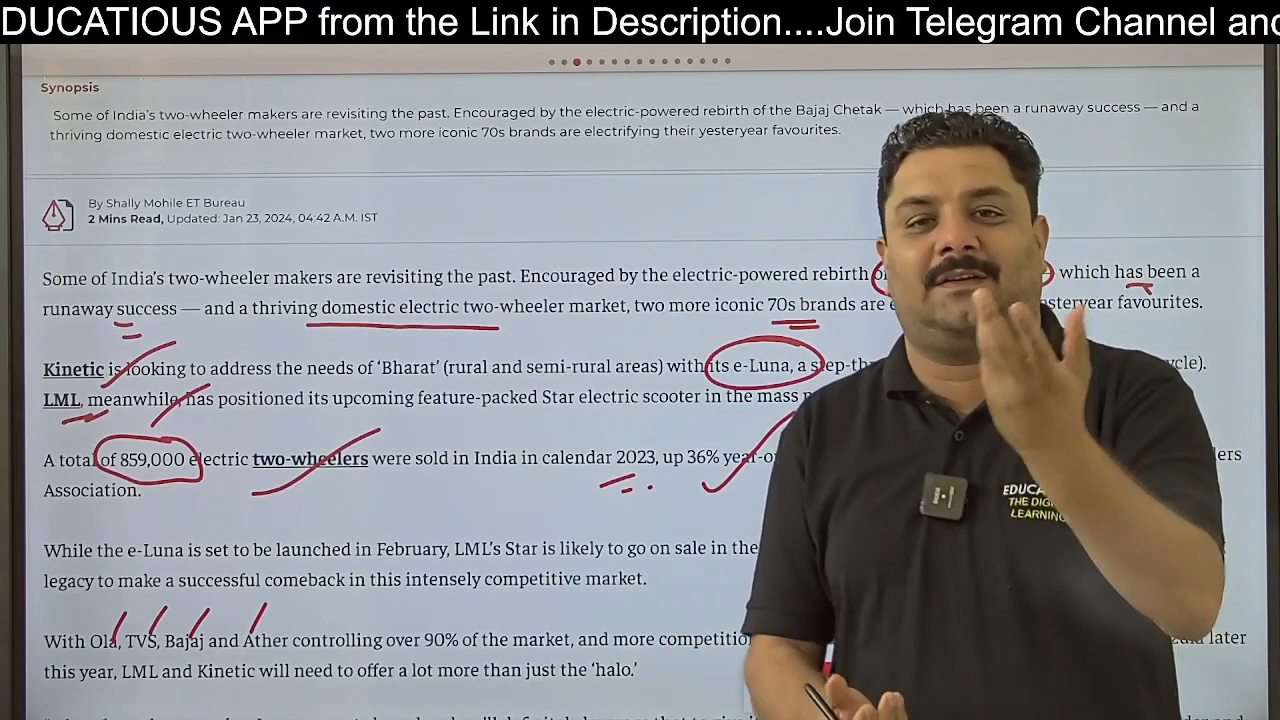 DUCATIOUS APP from the Link in Description....Join Telegram Channel and
Synopsis
Some of India's two-wheeler makers are revisiting the past. Encouraged by the electric-powered rebirth of the Bajaj Chetak — which has been a runaway success — and a
thriving domestic electric two-wheeler market, two more iconic 70s brands are electrifying their yesteryear favourites.
By Shally Mohile ET Bureau
2 Mins Read, Updated: Jan 23, 2024, 04:42 A.M. IST
Some of India's two-wheeler makers are revisiting the past. Encouraged by the electric-powered rebirth which has been a
runaway success — and a thriving domestic electric two-wheeler market, two more iconic 70s brands are favourites.
Kinetic is looking to address the needs of 'Bharat' (rural and semi-rural areas) with its e-Luna, a
LML, meanwhile, has positioned its upcoming feature-packed Star electric scooter in the mass
A total of 859,000 electric two-wheelers were sold in India in calendar 2023, up 36%
Association.
While the e-Luna is set to be launched in February, LML's Star is likely to go on sale in the
legacy to make a successful comeback in this intensely competitive market.
With Ola, TVS, Bajaj and Ather controlling over 90% of the market, and more later
this year, LML and Kinetic will need to offer a lot more than just the 'halo.'
THE
LEARNING